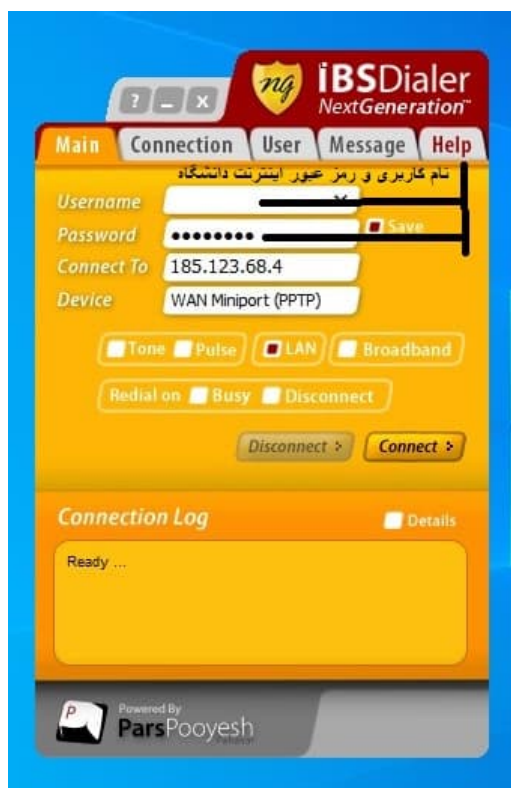 ng iBSDialer
NextGeneration™
? – X
Main Connection User Message Help
نام کاربری و رمز عبور اینترنت دانشگاه
Username
Password ●●●●●●●● Save
Connect To 185.123.68.4
Device WAN Miniport (PPTP)
Tone Pulse LAN Broadband
Redial on Busy Disconnect
Disconnect Connect
Connection Log Details
Ready ...
P Powered By
ParsPooyesh